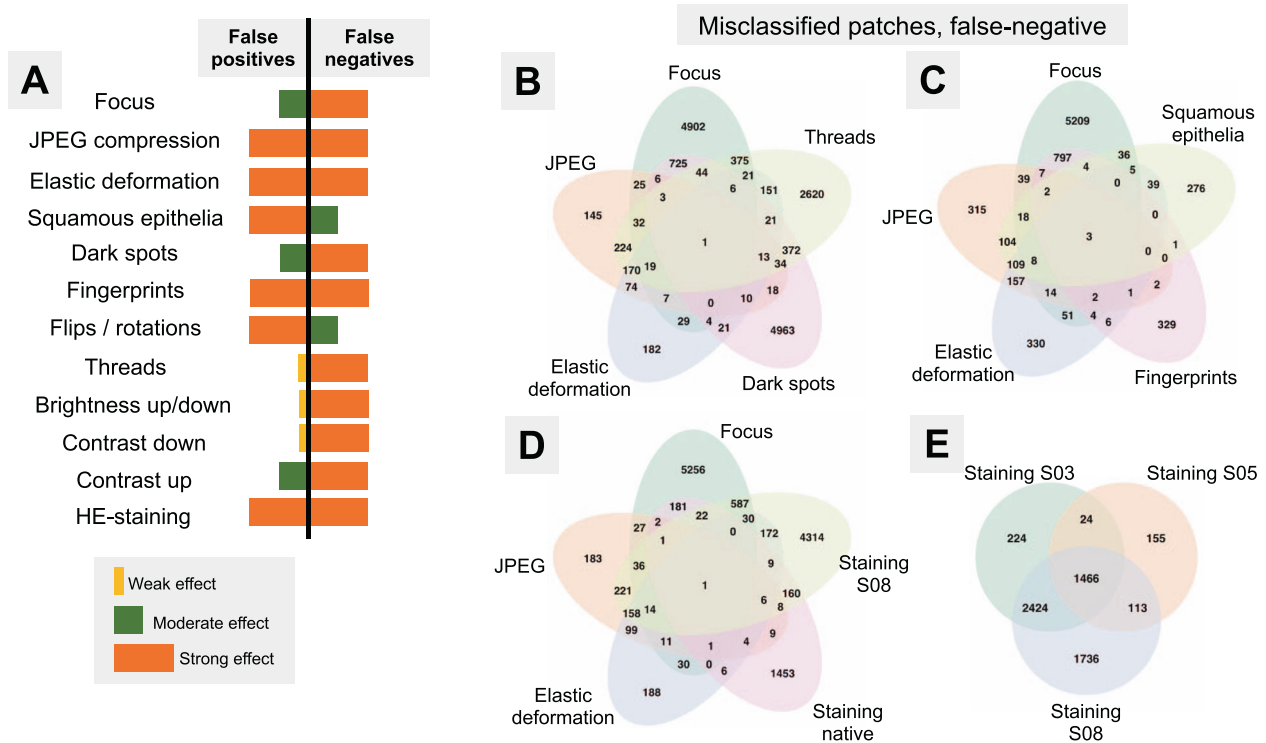 Misclassified patches, false-negative
A
False
positives
False
negatives
Focus
JPEG compression
Elastic deformation
Squamous epithelia
Dark spots
Fingerprints
Flips / rotations
Threads
Brightness up/down
Contrast down
Contrast up
HE-staining
Weak effect
Moderate effect
Strong effect
B
Focus
4902
Threads
JPEG
725
375
44
21
6
25
6
151
2620
3
145
32
21
224
1
372
13
34
170
19
74
7
0
10
18
29
4
21
4963
182
Elastic
deformation
Dark spots
C
Focus
5209
Squamous
epithelia
797
36
4
5
7
39
0
39
276
2
JPEG
315
18
0
104
3
1
0
0
109
8
157
14
2
1
2
51
4
6
329
330
Elastic
deformation
Fingerprints
D
Focus
5256
181
587
22
30
27
2
0
172
4314
1
JPEG
183
36
9
Staining
S08
221
1
160
6
8
158
14
99
11
1
4
9
30
0
6
1453
188
Elastic
deformation
Staining
native
E
Staining S03
Staining S05
24
224
155
1466
2424
113
1736
Staining
S08